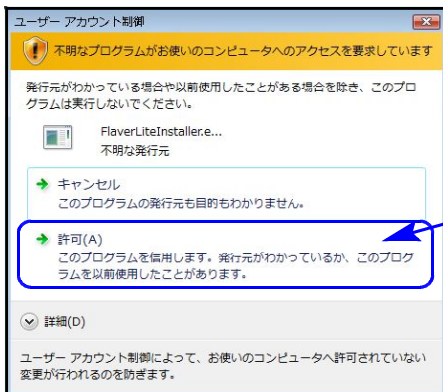 ユーザー アカウント制御
不明なプログラムがお使いのコンピュータへのアクセスを要求しています
発行元がわかっている場合や以前使用したことがある場合を除き、このプロ
グラムは実行しないでください。
FlaverLiteInstaller.e...
不明な発行元
キャンセル
このプログラムの発行元も目的もわかりません。
許可(A)
このプログラムを信用します。発行元がわかっているか、このプログ
ラムを以前使用したことがあります。
詳細(D)
ユーザー アカウント制御によって、お使いのコンピュータへ許可されていない
変更が行われるのを防ぎます。